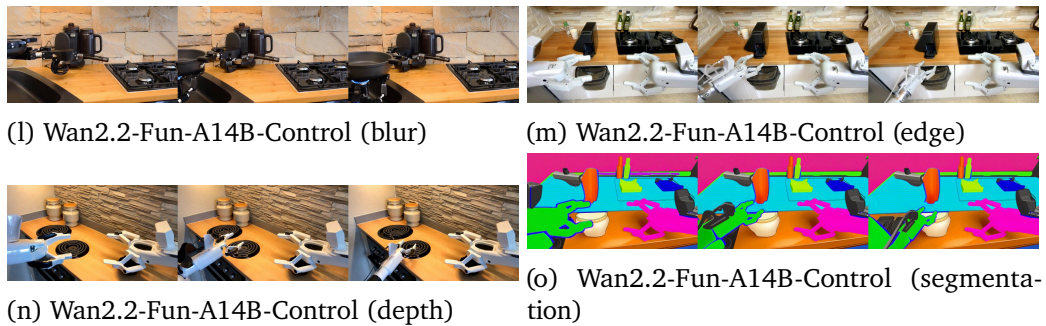 (l) Wan2.2-Fun-A14B-Control (blur)
(m) Wan2.2-Fun-A14B-Control (edge)
(n) Wan2.2-Fun-A14B-Control (depth)
(o) Wan2.2-Fun-A14B-Control (segmenta-
tion)